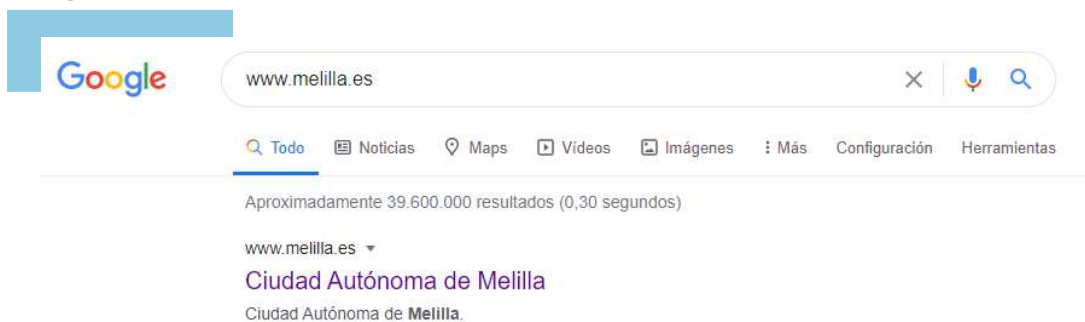 Google www.melilla.es
Todo Noticias Maps Vídeos Imágenes Más Configuración Herramientas
Aproximadamente 39.600.000 resultados (0,30 segundos)
www.melilla.es
Ciudad Autónoma de Melilla
Ciudad Autónoma de Melilla.